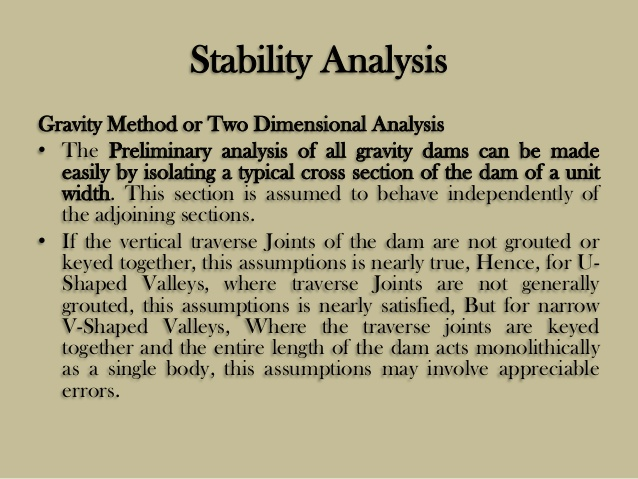 Stability Analysis
Gravity Method or Two Dimensional Analysis
• The Preliminary analysis of all gravity dams can be made
easily by isolating a typical cross section of the dam of a unit
width. This section is assumed to behave independently of
the adjoining sections.
• If the vertical traverse Joints of the dam are not grouted or
keyed together, this assumptions is nearly true, Hence, for U-
Shaped Valleys, where traverse Joints are not generally
grouted, this assumptions is nearly satisfied, But for narrow
V-Shaped Valleys, Where the traverse joints are keyed
together and the entire length of the dam acts monolithically
as a single body, this assumptions may involve appreciable
errors.